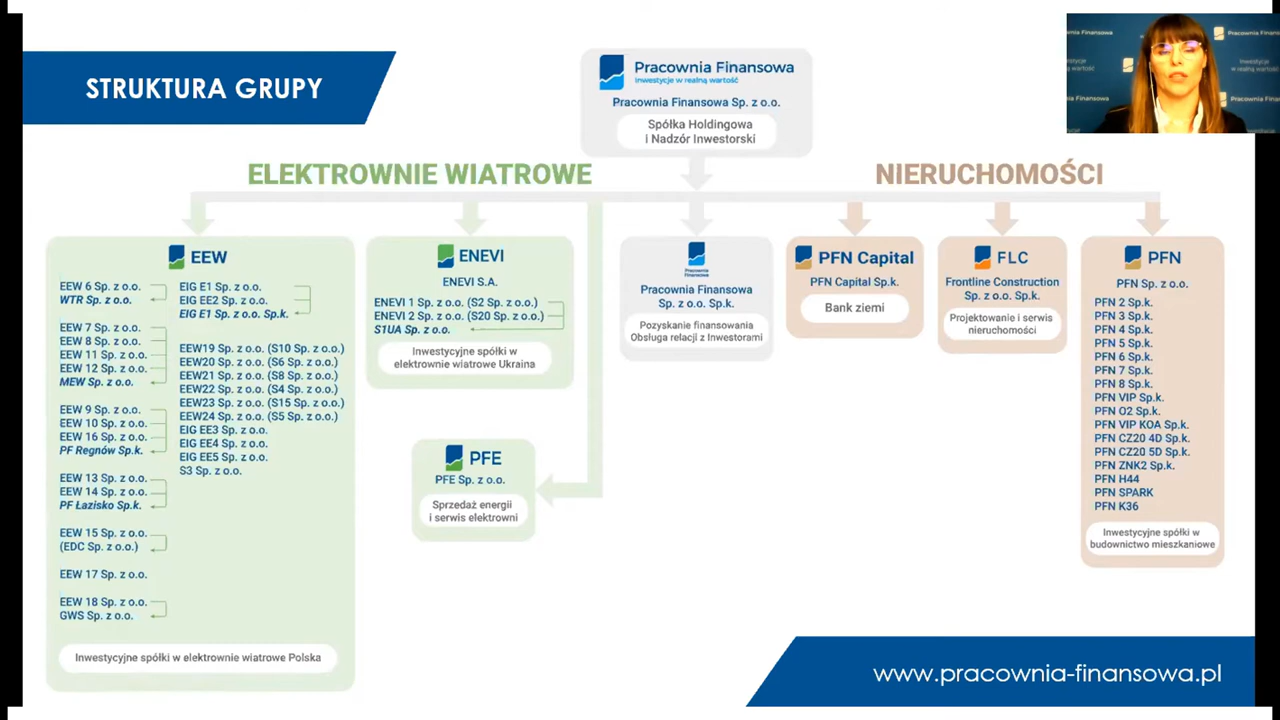 STRUKTURA GRUPY
Pracownia Finansowa
Inwestycje w realną wartość
Pracownia Finansowa Sp. z o.o.
Spółka Holdingowa
i Nadzór Inwestorski
Pracownia Finansowa
Inwestycje
w realną wartość
Pracownia Finansowa
Pracownia Finansowa
ELEKTROWNIE WIATROWE
NIERUCHOMOŚCI
EEW
EEW 6 Sp. z o.o.
WTR Sp. z o.o.
EEW 7 Sp. z o.o.
EEW 8 Sp. z o.o.
EEW 11 Sp. z o.o.
EEW 12 Sp. z o.o.
MEW Sp. z o.o.
EEW 9 Sp. z o.o.
EEW 10 Sp. z o.o.
EEW 16 Sp. z o.o.
PF Regnów Sp.k.
EEW 13 Sp. z o.o.
EEW 14 Sp. z o.o.
PF Łazisko Sp.k.
EEW 15 Sp. z o.o.
(EDC Sp. z o.o.)
EEW 17 Sp. z o.o.
EEW 18 Sp. z o.o.
GWS Sp. z o.o.
EIG E1 Sp. z o.o.
EIG EE2 Sp. z o.o.
EIG E1 Sp. z o.o. Sp.k.
EEW19 Sp. z o.o. (S10 Sp. z o.o.)
EEW20 Sp. z o.o. (S6 Sp. z o.o.)
EEW21 Sp. z o.o. (S8 Sp. z o.o.)
EEW22 Sp. z o.o. (S4 Sp. z o.o.)
EEW23 Sp. z o.o. (S15 Sp. z o.o.)
EEW24 Sp. z o.o. (S5 Sp. z o.o.)
EIG EE3 Sp. z o.o.
EIG EE4 Sp. z o.o.
EIG EE5 Sp. z o.o.
S3 Sp. z o.o.
Inwestycyjne spółki w elektrownie wiatrowe Polska
ENEVI
ENEVI S.A.
ENEVI 1 Sp. z o.o. (S2 Sp. z o.o.)
ENEVI 2 Sp. z o.o. (S20 Sp. z o.o.)
S1UA Sp. z o.o.
Inwestycyjne spółki w
elektrownie wiatrowe Ukraina
PFE
PFE Sp. z o.o.
Sprzedaż energii
i serwis elektrowni
Pracownia
Finansowa
Pracownia Finansowa
Sp. z o.o. Sp.k.
Pozyskanie finansowania
Obsługa relacji z Inwestorami
PFN Capital
PFN Capital Sp.k.
Bank ziemi
FLC
Frontline Construction
Sp. z o.o. Sp.k.
Projektowanie i serwis
nieruchomości
PFN
PFN Sp. z o.o.
PFN 2 Sp.k.
PFN 3 Sp.k.
PFN 4 Sp.k.
PFN 5 Sp.k.
PFN 6 Sp.k.
PFN 7 Sp.k.
PFN 8 Sp.k.
PFN VIP Sp.k.
PFN O2 Sp.k.
PFN VIP KOA Sp.k.
PFN CZ20 4D Sp.k.
PFN CZ20 5D Sp.k.
PFN ZNK2 Sp.k.
PFN H44
PFN SPARK
PFN K36
Inwestycyjne spółki w
budownictwo mieszkaniowe
www.pracownia-finansowa.pl